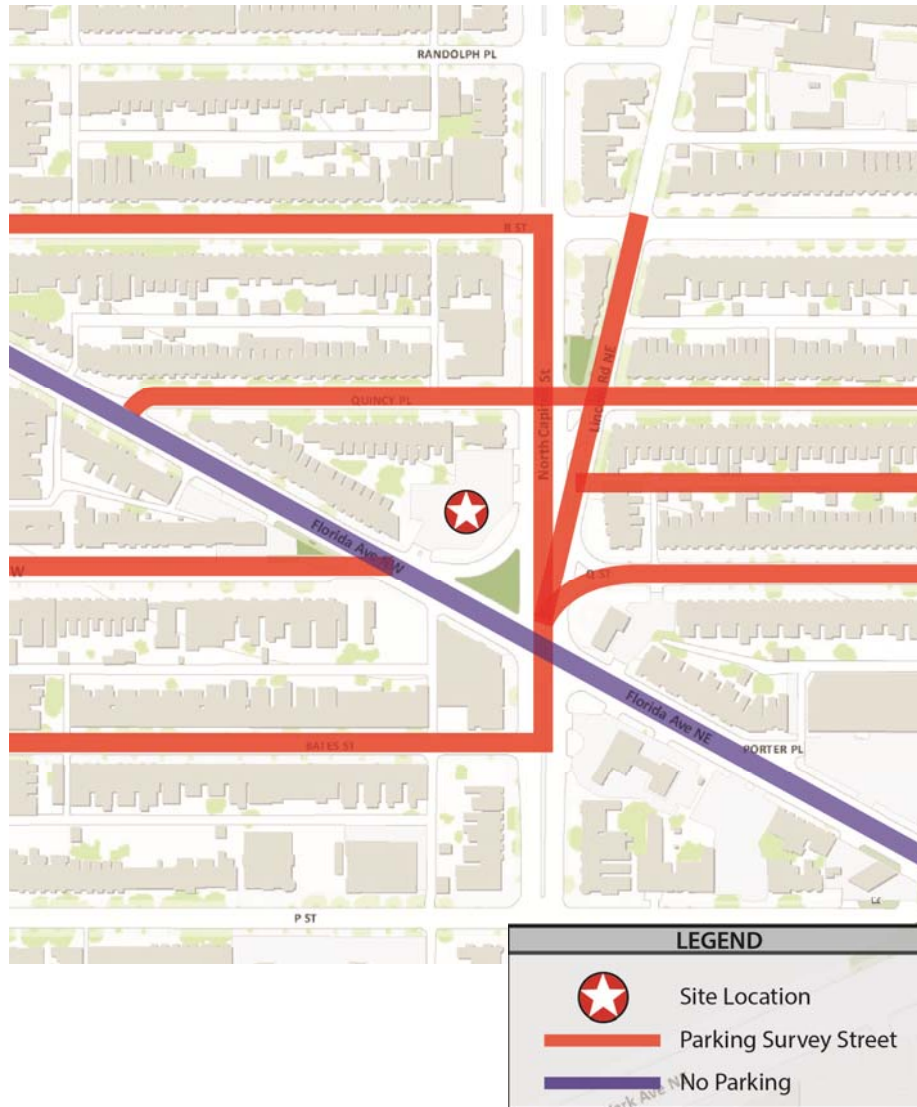 RANDOLPH PL
R ST
QUINCY PL
North Capitol St
Lincoln Rd NE
Florida Ave NW
W
Q ST
Florida Ave NE
BATES ST
PORTER PL
P ST
LEGEND
Site Location
Parking Survey Street
No Parking